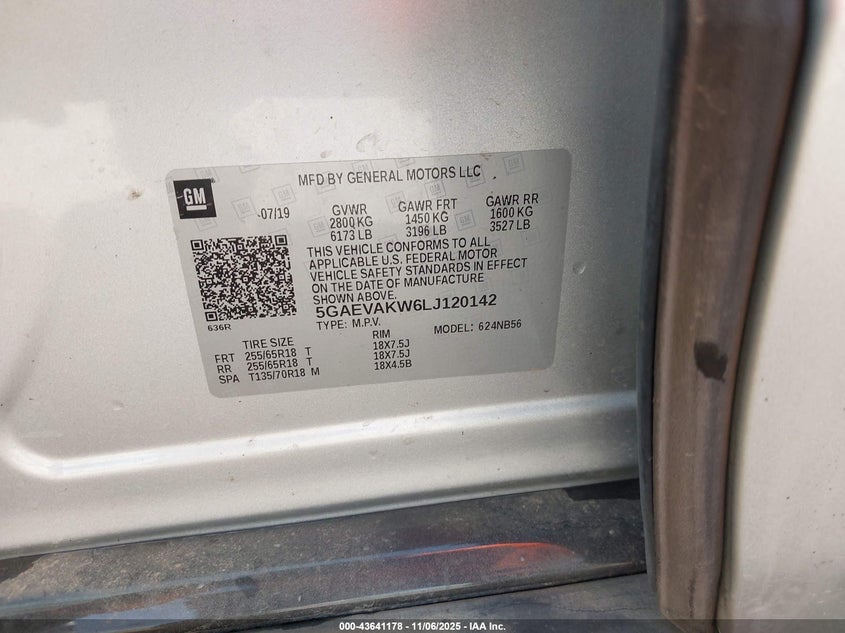 MFD BY GENERAL MOTORS LLC
GM
07/19
GVWR
2800 KG
6173 LB
GAWR FRT
1450 KG
3196 LB
GAWR RR
1600 KG
3527 LB
THIS VEHICLE CONFORMS TO ALL
APPLICABLE U.S. FEDERAL MOTOR
VEHICLE SAFETY STANDARDS IN EFFECT
ON THE DATE OF MANUFACTURE
SHOWN ABOVE.
636R
5GAEVAKW6LJ120142
TYPE: M.P.V. MODEL: 624NB56
TIRE SIZE RIM
FRT 255/65R18 T 18X7.5J
RR 255/65R18 T 18X7.5J
SPA T135/70R18 M 18X4.5B
000-43641178 - 11/06/2025 - IAA Inc.